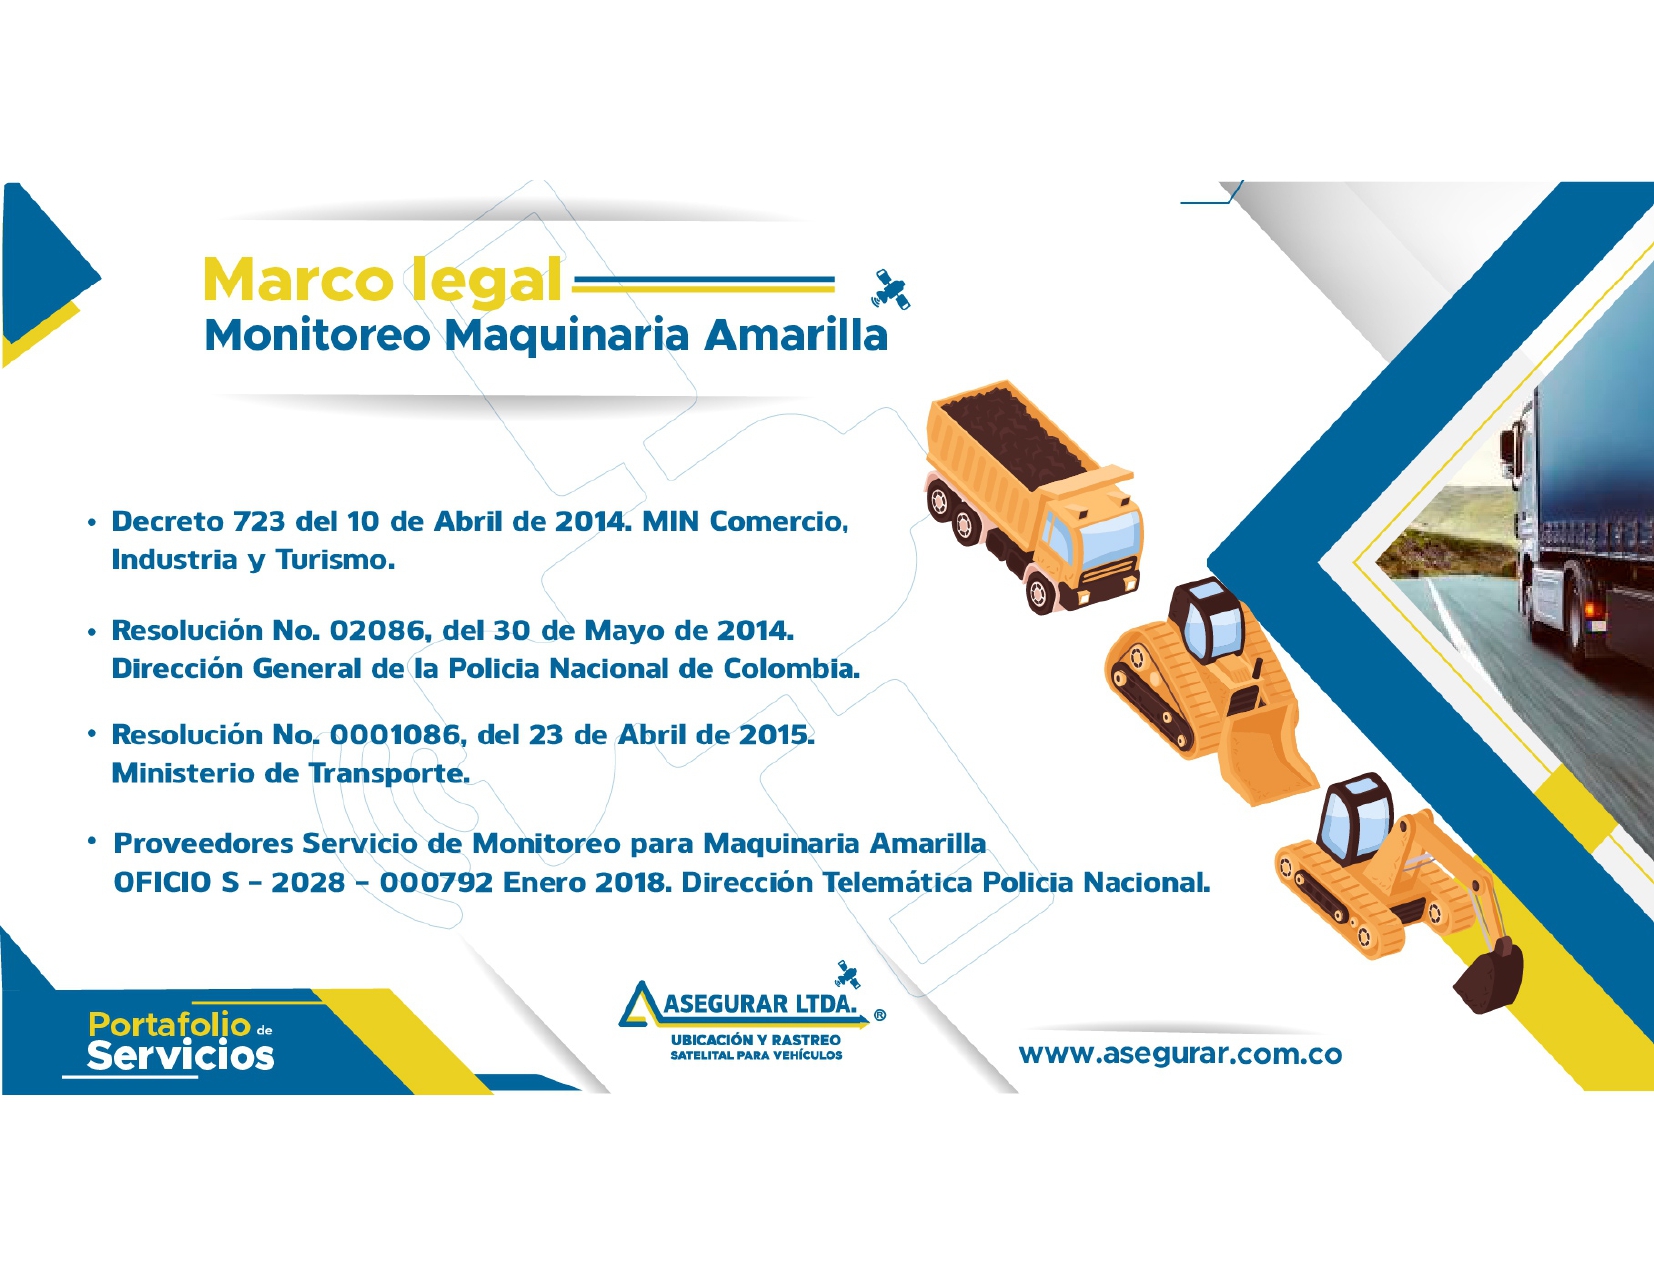 Marco legal
Monitoreo Maquinaria Amarilla
• Decreto 723 del 10 de Abril de 2014. MIN Comercio,
Industria y Turismo.
• Resolución No. 02086, del 30 de Mayo de 2014.
Dirección General de la Policia Nacional de Colombia.
• Resolución No. 0001086, del 23 de Abril de 2015.
Ministerio de Transporte.
• Proveedores Servicio de Monitoreo para Maquinaria Amarilla
OFICIO S – 2028 – 000792 Enero 2018. Dirección Telemática Policia Nacional.
Portafolio de
Servicios
ASEGURAR LTDA. ®
UBICACIÓN Y RASTREO
SATELITAL PARA VEHÍCULOS
www.asegurar.com.co